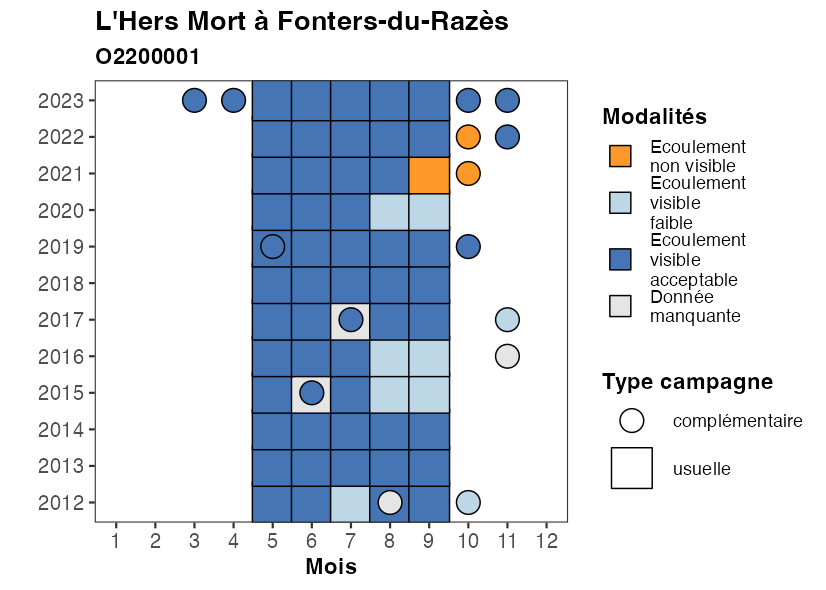 L'Hers Mort à Fonters-du-Razès
O2200001
2023
2022
2021
2020
2019
2018
2017
2016
2015
2014
2013
2012
1 2 3 4 5 6 7 8 9 10 11 12
Mois
Modalités
Ecoulement
non visible
Ecoulement
visible
faible
Ecoulement
visible
acceptable
Donnée
manquante
Type campagne
complémentaire
usuelle